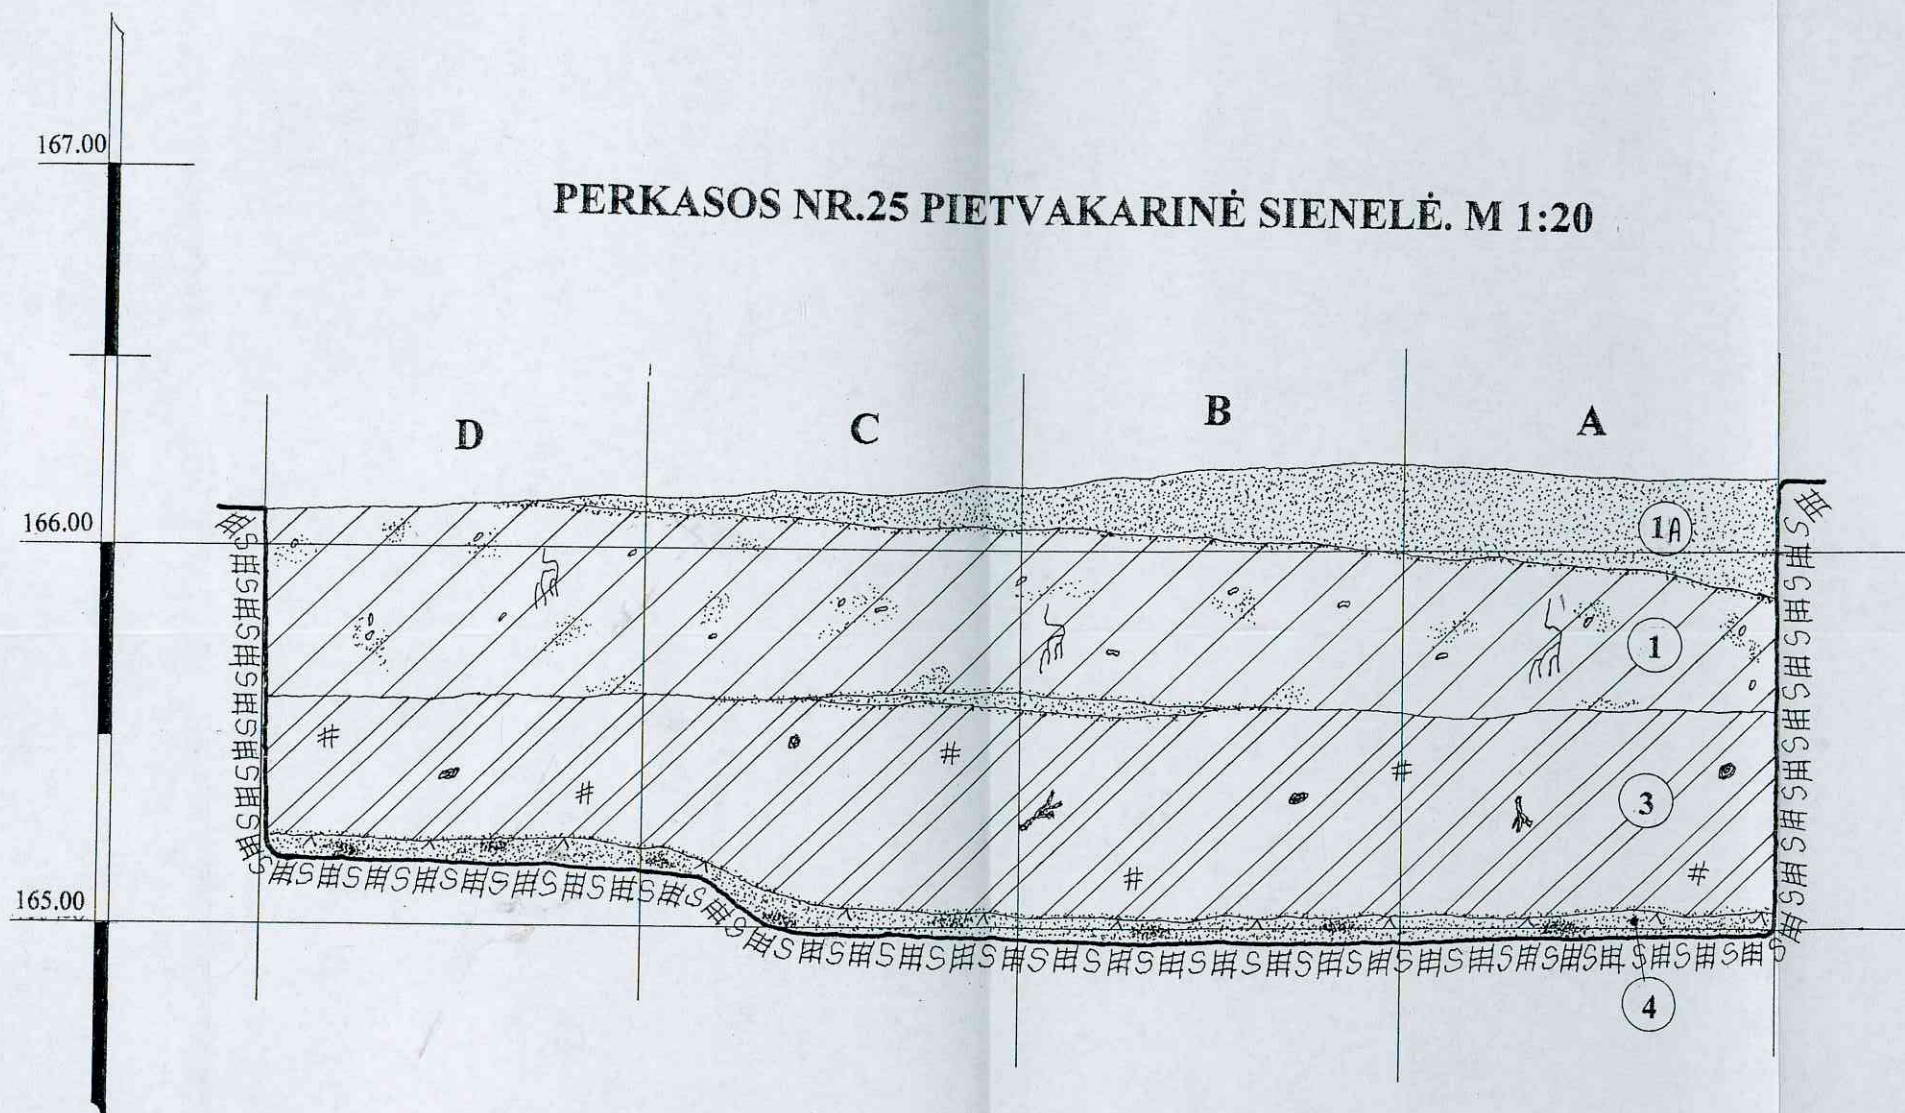 167.00
PERKASOS NR.25 PIETVAKARINĖ SIENELĖ. M 1:20
D C B A
166.00
1A
1
3
165.00
4